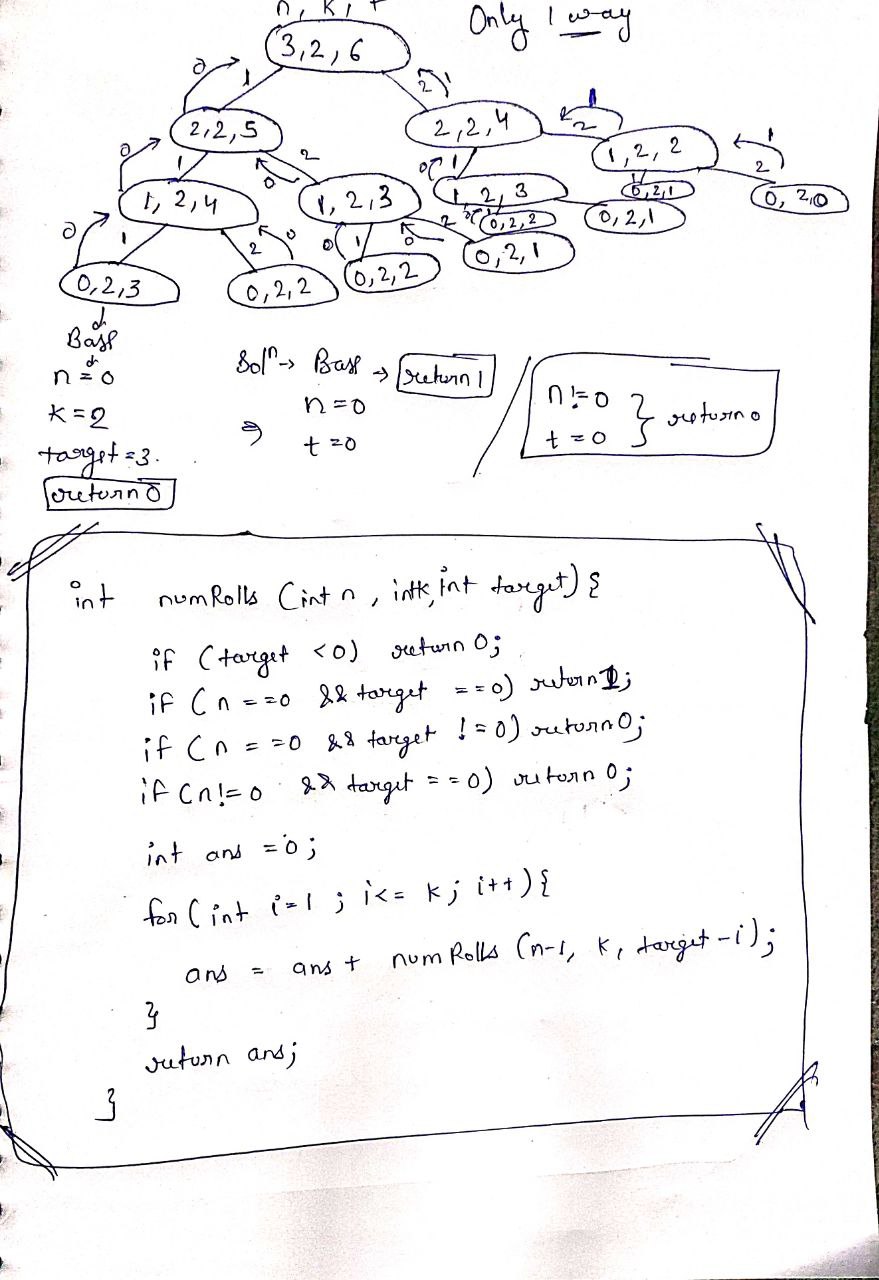 n, k, t
Only 1 way
3,2,6
0 1 2 1
2,2,5 2,2,4 1 2
1,2,2
0 1 2 0 0 1 1 2
1,2,4 1,2,3 1,2,3 0,2,1 0,2,0
0,2,2 0,2,1
0 1 2 0 0 1 0 2 0,2,1
0,2,3 0,2,2 0,2,2
Base
n=0 Solⁿ → Base → return 1 n!=0 } return 0
k=2 ⇒ n=0 t=0
target=3. t=0
return 0
int numRolls (int n, int k, int target) {
if (target <0) return 0;
if (n ==0 && target ==0) return 1;
if (n ==0 && target !=0) return 0;
if (n!=0 && target ==0) return 0;
int ans =0;
for (int i=1 ; i<= k; i++) {
ans = ans + numRolls (n-1, k, target -i);
}
return ans;
}